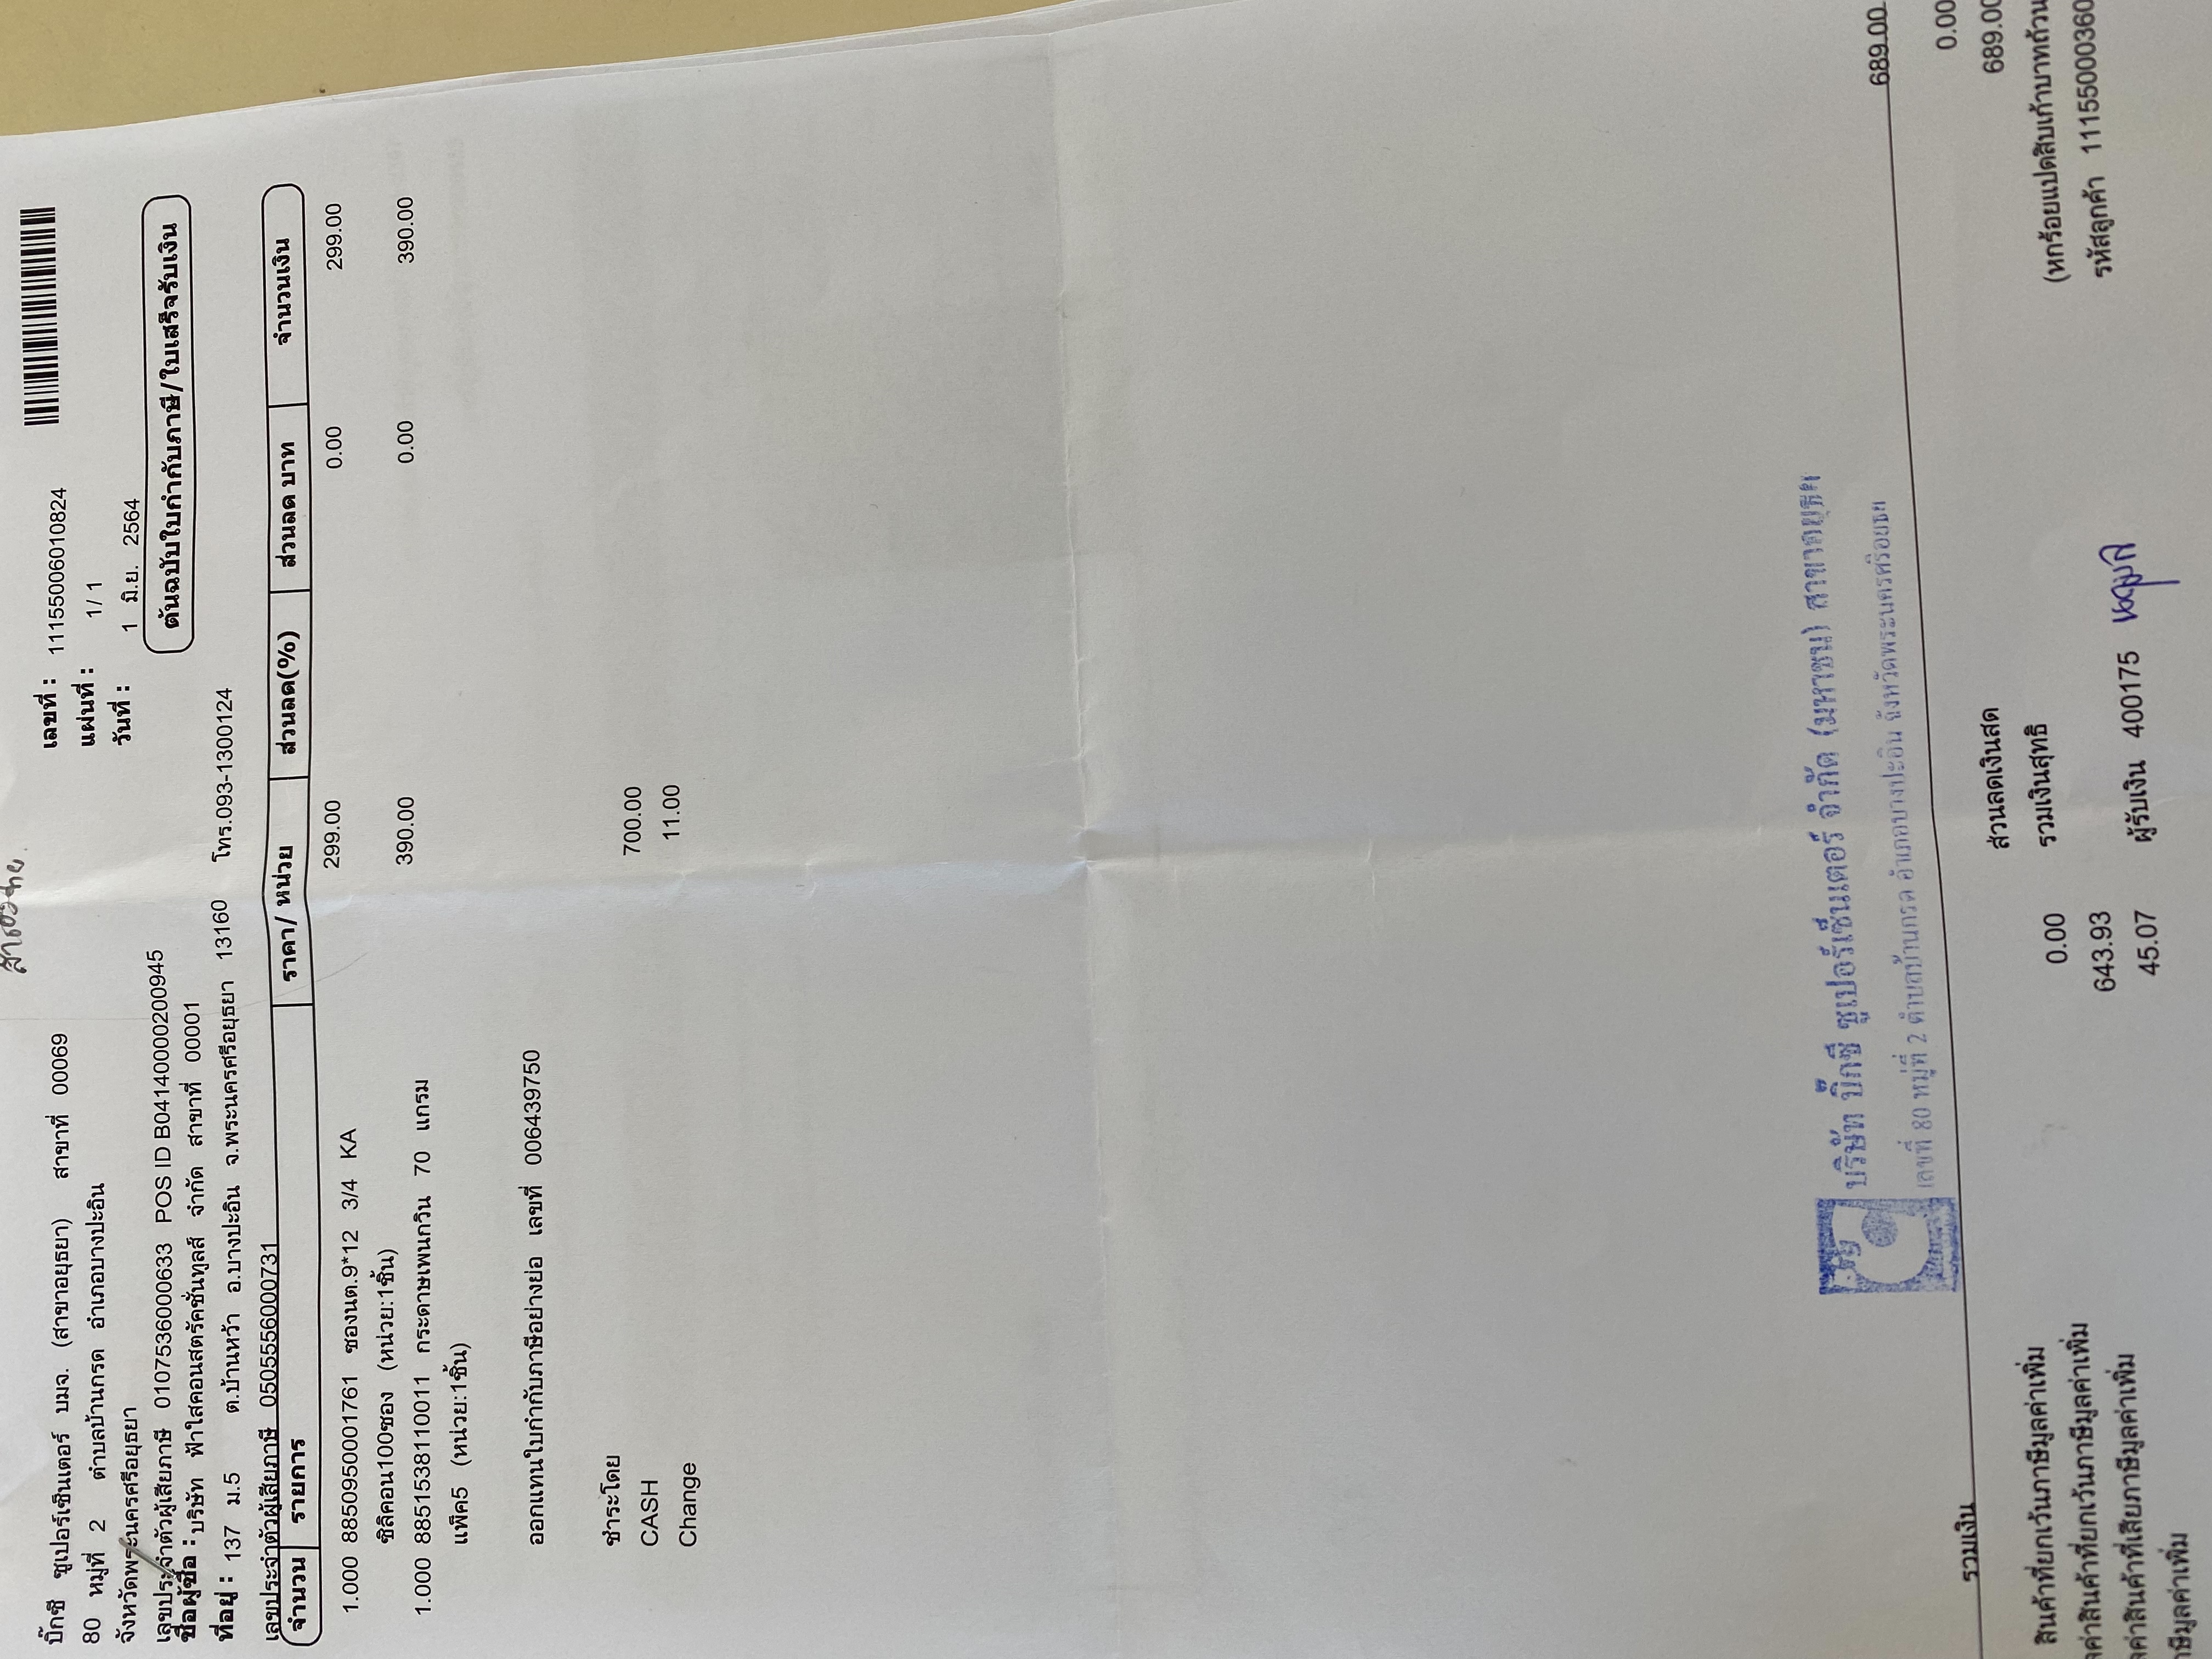 บิ๊กซี ซูเปอร์เซ็นเตอร์ บมจ. (สาขาอยุธยา) สาขาที่ 00069
80 หมู่ที่ 2 ตำบลบ้านกรด อำเภอบางปะอิน
จังหวัดพระนครศรีอยุธยา
เลขประจำตัวผู้เสียภาษี 0107536000633 POS ID B04140000200945
เลขที่ : 11155006010824
แผ่นที่ : 1/ 1
วันที่ : 1 มิ.ย. 2564
ต้นฉบับใบกำกับภาษี/ใบเสร็จรับเงิน
ชื่อผู้ซื้อ : บริษัท ฟ้าใสคอนสตรัคชั่นทูลส์ จำกัด สาขาที่ 00001
ที่อยู่ : 137 ม.5 ต.บ้านหว้า อ.บางปะอิน จ.พระนครศรีอยุธยา 13160 โทร.093-1300124
เลขประจำตัวผู้เสียภาษี 0505556000731
จำนวน รายการ ราคา/ หน่วย ส่วนลด(%) ส่วนลด บาท จำนวนเงิน
1.000 8850950001761 ซองนต.9*12 3/4 KA 299.00 0.00 299.00
ซิลิคอน100ซอง (หน่วย:1ชิ้น)
1.000 8851538110011 กระดาษเพนกวิน 70 แกรม 390.00 0.00 390.00
แพ็ค5 (หน่วย:1ชิ้น)
ออกแทนใบกำกับภาษีอย่างย่อ เลขที่ 006439750
ชำระโดย
CASH 700.00
Change 11.00
บริษัท บิ๊กซี ซูเปอร์เซ็นเตอร์ จำกัด (มหาชน) สาขาอยุธยา
เลขที่ 80 หมู่ที่ 2 ตำบลบ้านกรด อำเภอบางปะอิน จังหวัดพระนครศรีอยุธยา
รวมเงิน 689.00
ส่วนลดเงินสด 0.00
สินค้าที่ยกเว้นภาษีมูลค่าเพิ่ม รวมเงินสุทธิ 689.00
ค่าสินค้าที่ยกเว้นภาษีมูลค่าเพิ่ม 0.00 (หกร้อยแปดสิบเก้าบาทถ้วน
ค่าสินค้าที่เสียภาษีมูลค่าเพิ่ม 643.93 รหัสลูกค้า 11155000360
ษีมูลค่าเพิ่ม 45.07 ผู้รับเงิน 400175